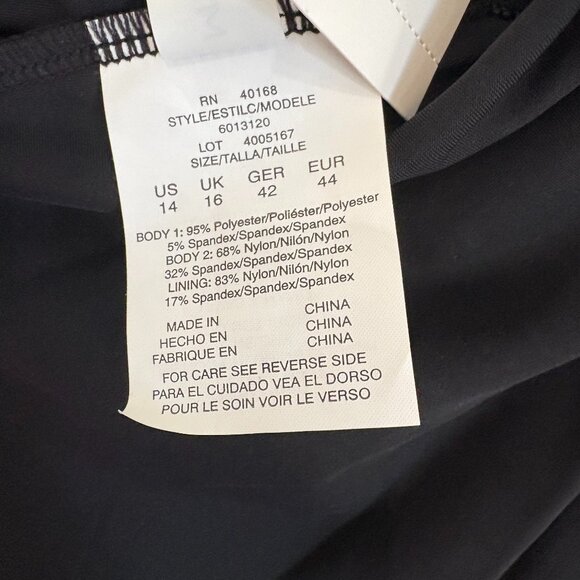 RN 40168
STYLE/ESTILC/MODELE
6013120
LOT 4005167
SIZE/TALLA/TAILLE
US UK GER EUR
14 16 42 44
BODY 1: 95% Polyester/Poliéster/Polyester
5% Spandex/Spandex/Spandex
BODY 2: 68% Nylon/Nilón/Nylon
32% Spandex/Spandex/Spandex
LINING: 83% Nylon/Nilón/Nylon
17% Spandex/Spandex/Spandex
MADE IN CHINA
HECHO EN CHINA
FABRIQUE EN CHINA
FOR CARE SEE REVERSE SIDE
PARA EL CUIDADO VEA EL DORSO
POUR LE SOIN VOIR LE VERSO